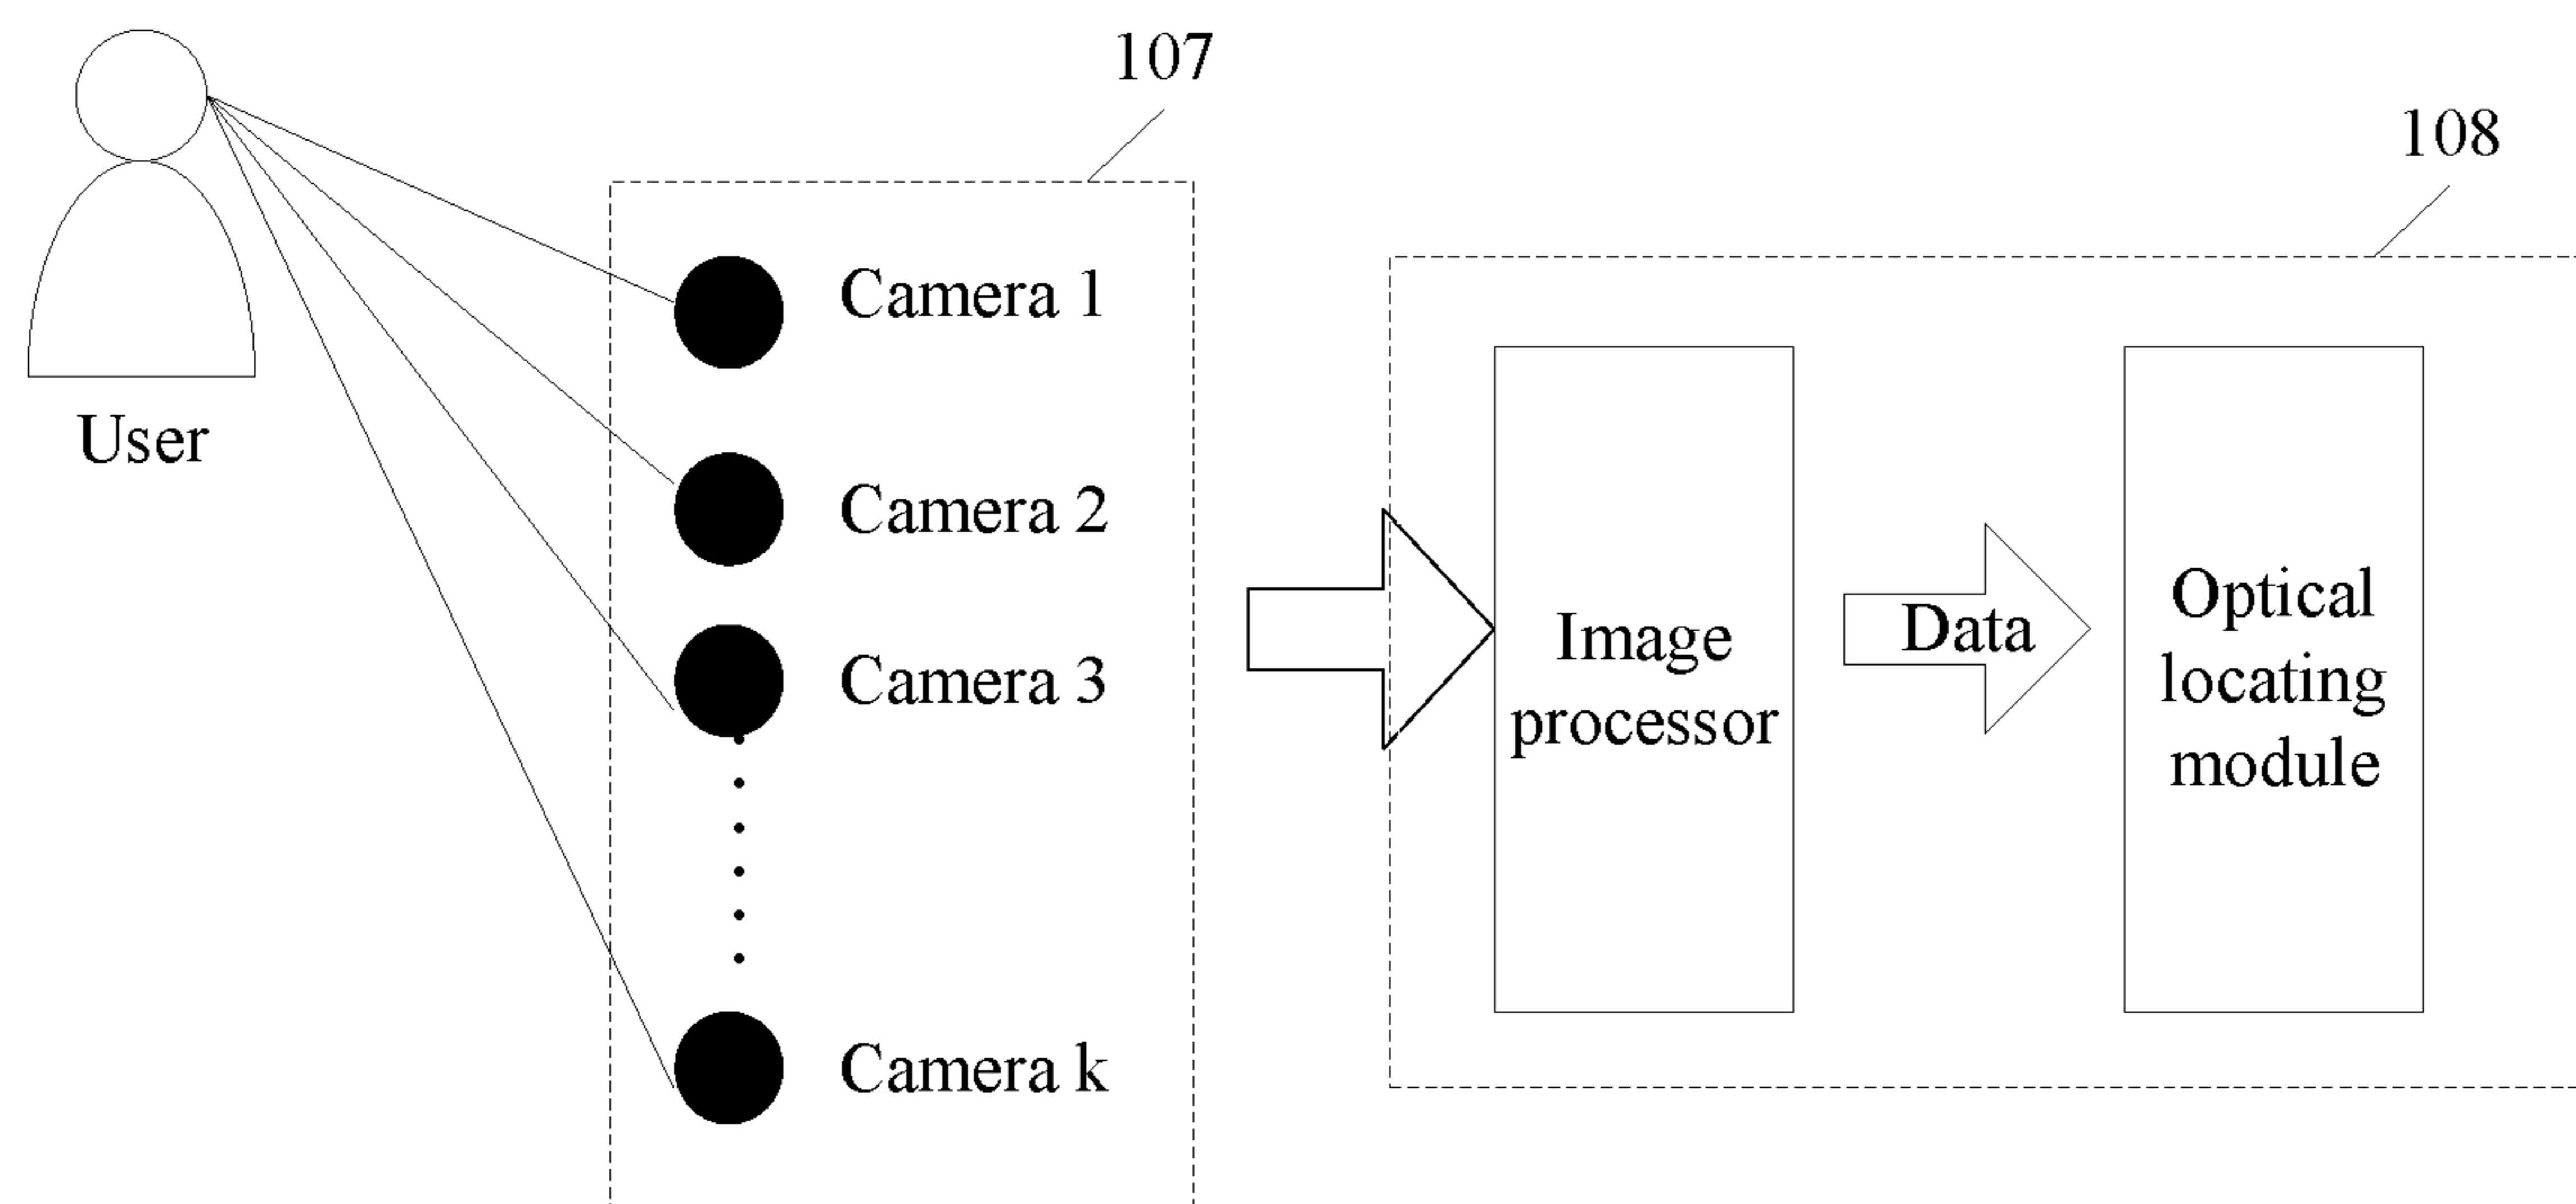 107
108
Camera 1
User
Camera 2
Camera 3
Camera k
Image
processor
Data
Optical
locating
module